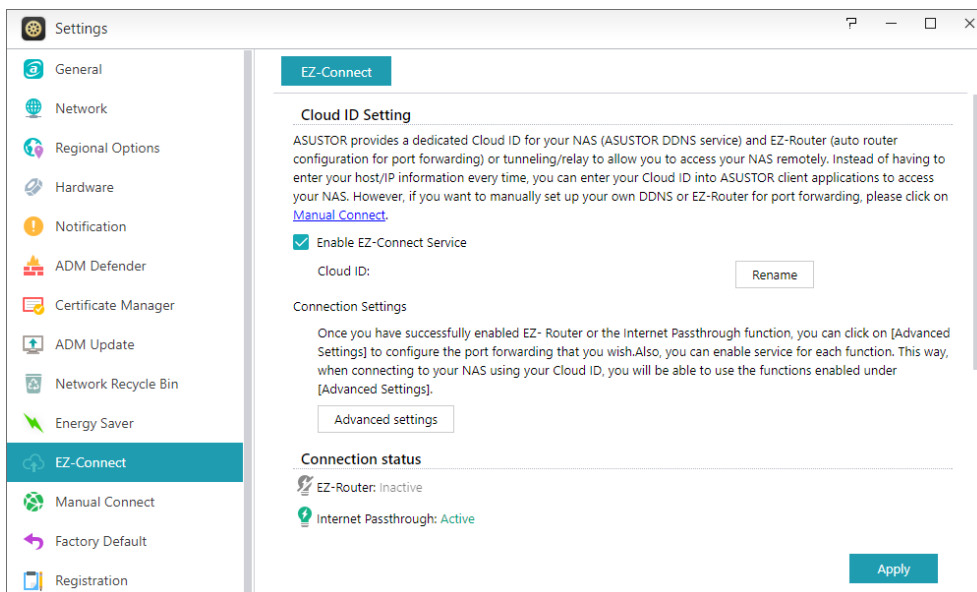 Settings
General
Network
Regional Options
Hardware
Notification
ADM Defender
Certificate Manager
ADM Update
Network Recycle Bin
Energy Saver
EZ-Connect
Manual Connect
Factory Default
Registration
EZ-Connect
Cloud ID Setting
ASUSTOR provides a dedicated Cloud ID for your NAS (ASUSTOR DDNS service) and EZ-Router (auto router
configuration for port forwarding) or tunneling/relay to allow you to access your NAS remotely. Instead of having to
enter your host/IP information every time, you can enter your Cloud ID into ASUSTOR client applications to access
your NAS. However, if you want to manually set up your own DDNS or EZ-Router for port forwarding, please click on
Manual Connect.
Enable EZ-Connect Service
Cloud ID:
Rename
Connection Settings
Once you have successfully enabled EZ- Router or the Internet Passthrough function, you can click on [Advanced
Settings] to configure the port forwarding that you wish.Also, you can enable service for each function. This way,
when connecting to your NAS using your Cloud ID, you will be able to use the functions enabled under
[Advanced Settings].
Advanced settings
Connection status
EZ-Router: Inactive
Internet Passthrough: Active
Apply